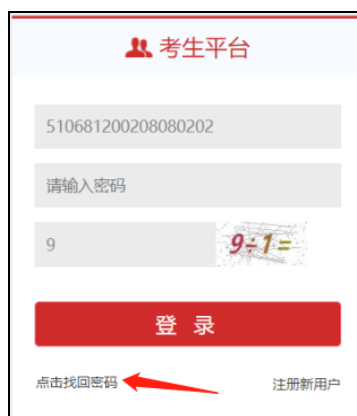 考生平台
510681200208080202
请输入密码
9
9÷1=
登 录
点击找回密码
注册新用户